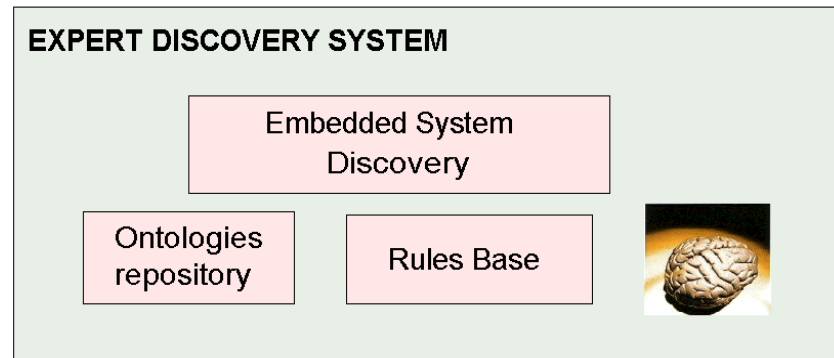 EXPERT DISCOVERY SYSTEM
Embedded System
Discovery
Ontologies
repository
Rules Base